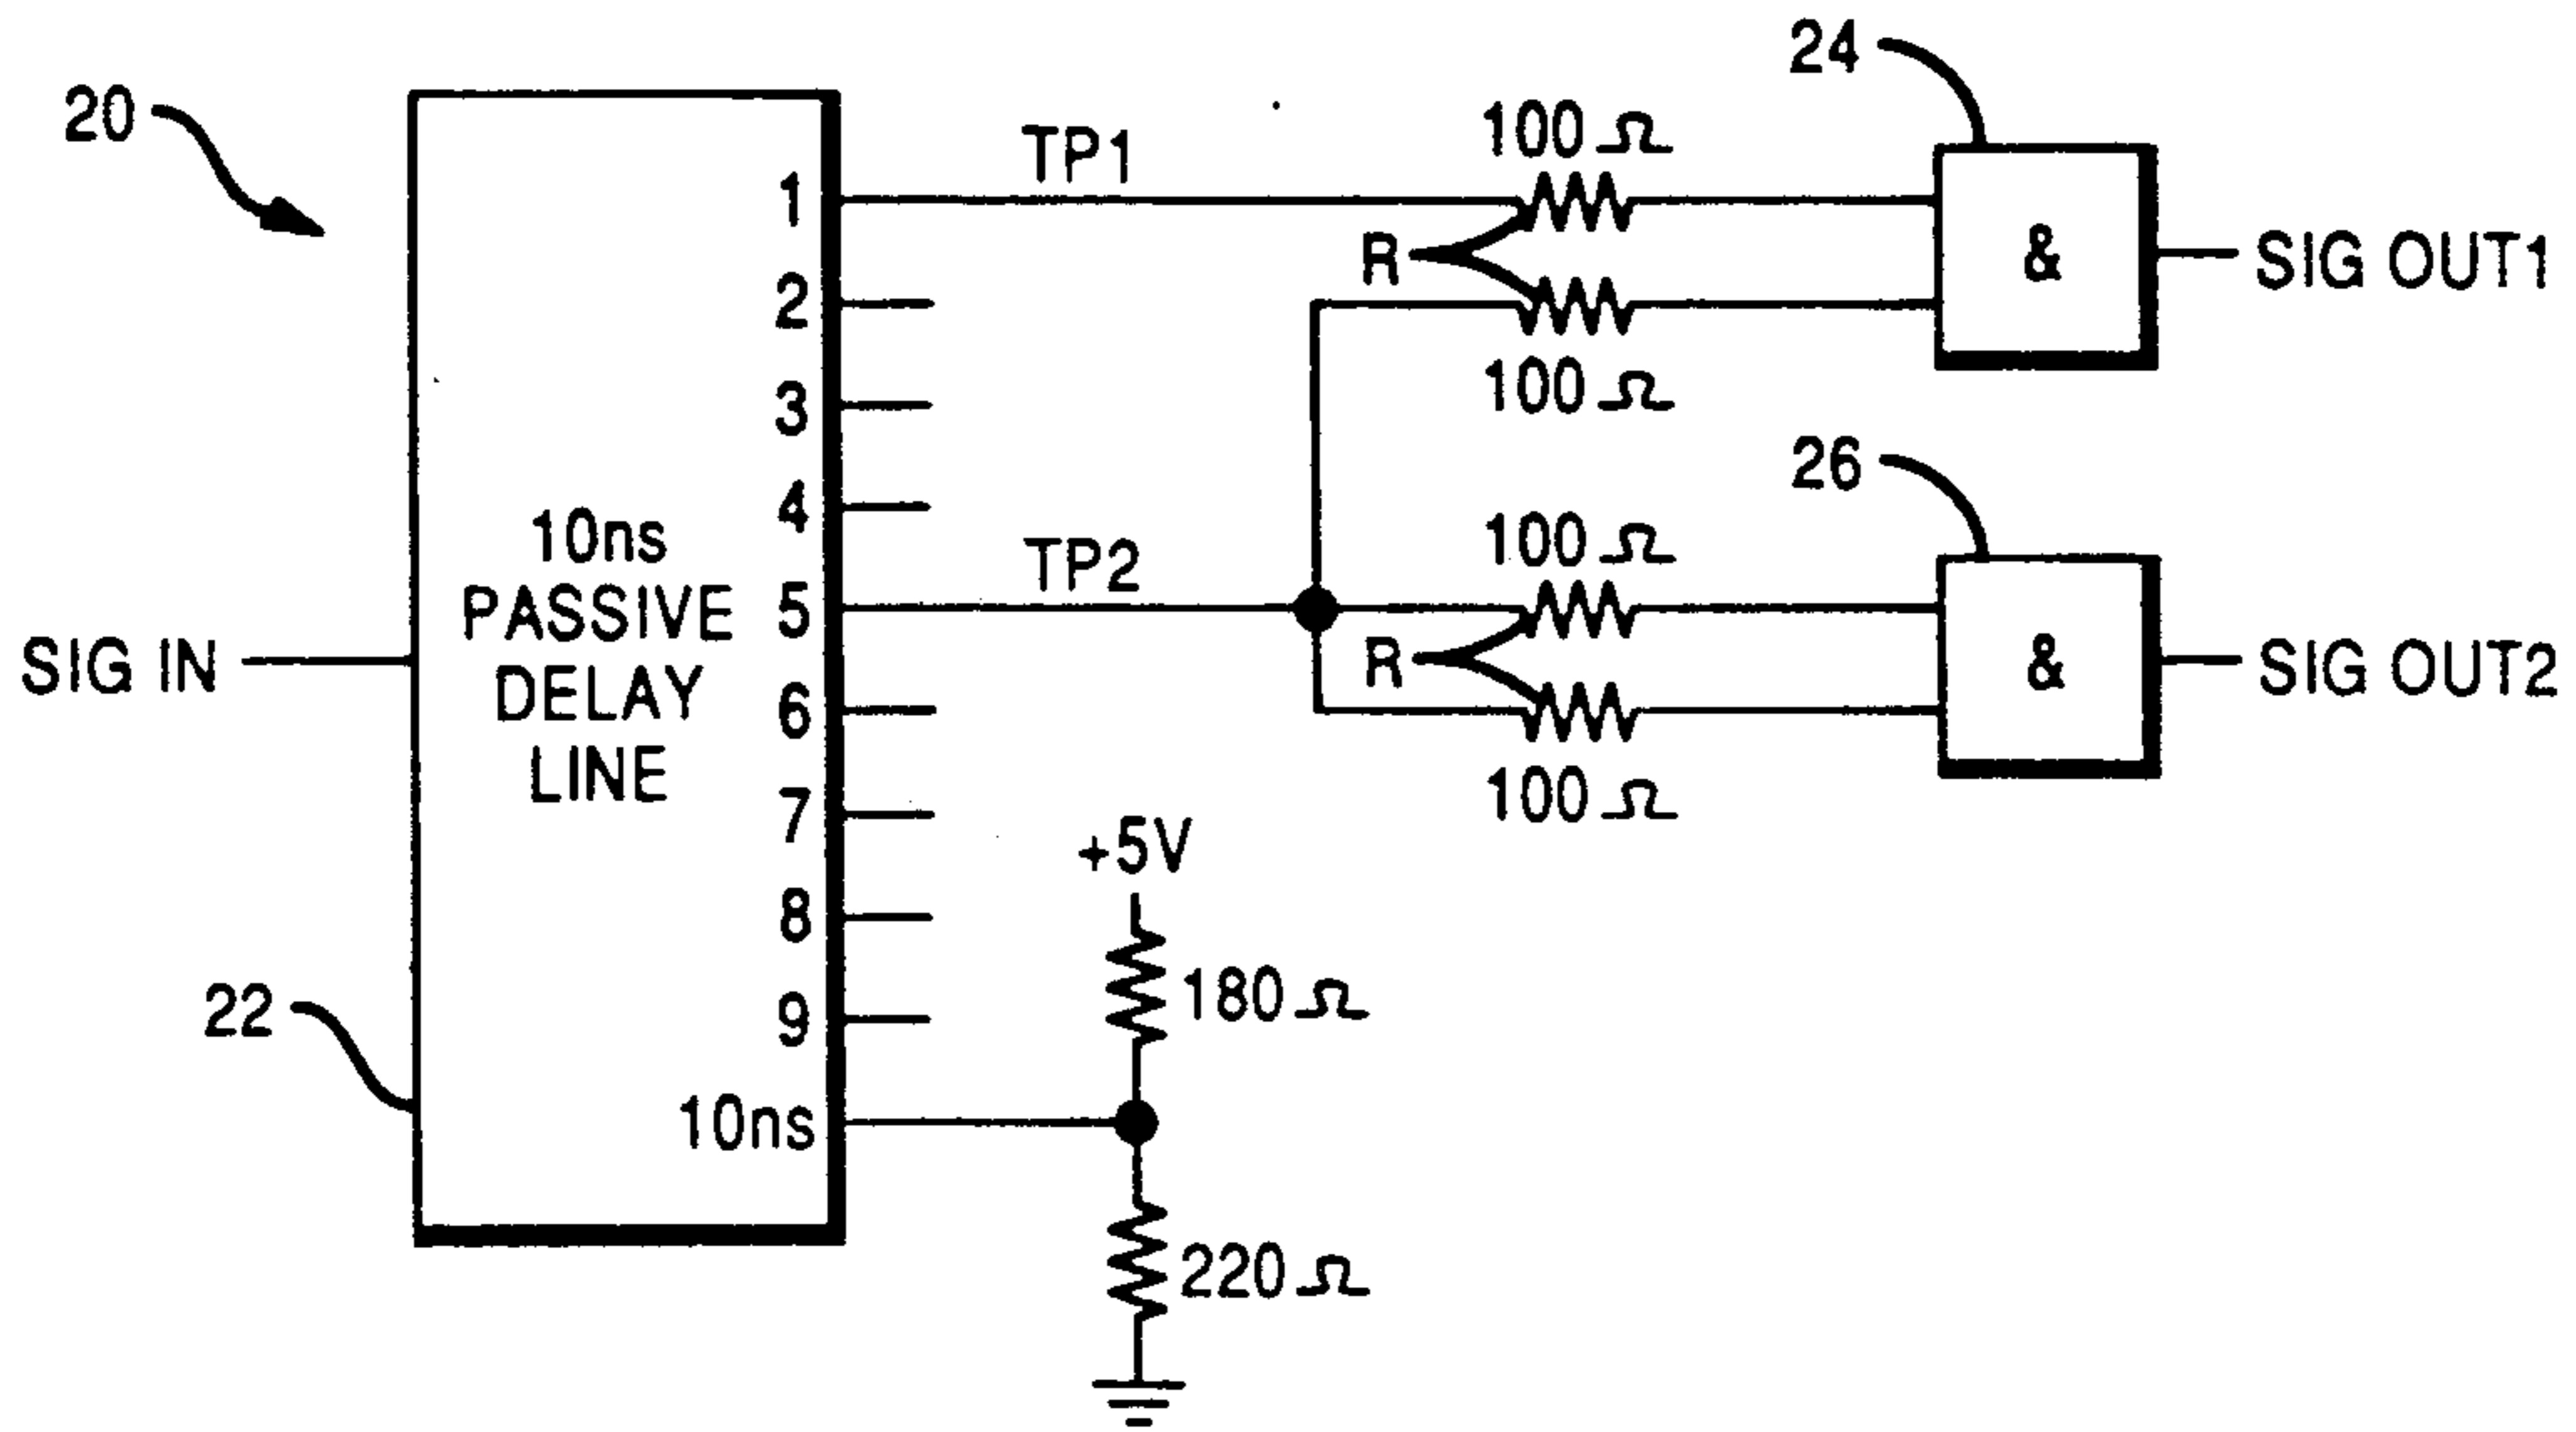 24
20
100 Ω
TP1
1
R
&
SIG OUT1
2
100 Ω
3
26
4
10ns
PASSIVE
DELAY
LINE
100 Ω
TP2
5
R
&
SIG IN
SIG OUT2
6
100 Ω
7
+5V
8
180 Ω
22
9
10ns
220 Ω